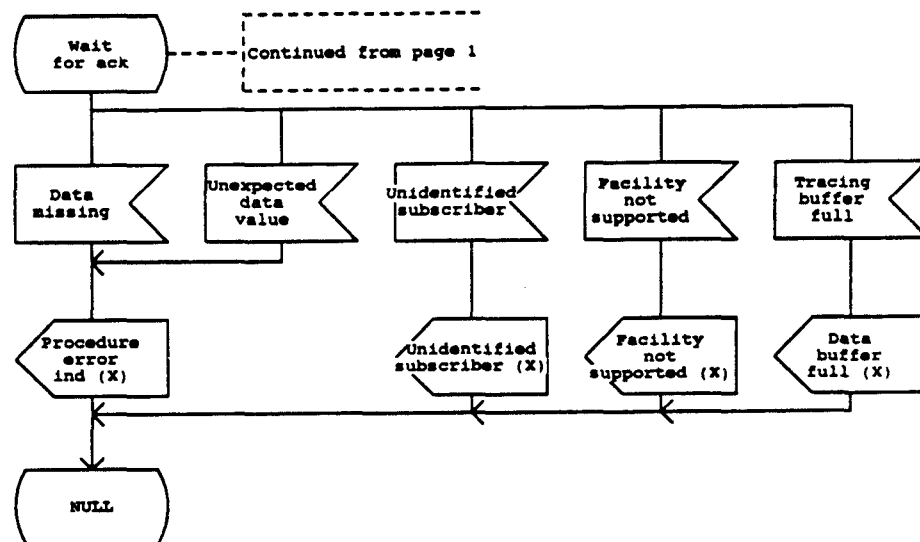 Wait
for ack
Continued from page 1
Data
missing
Unexpected
data
value
Unidentified
subscriber
Facility
not
supported
Tracing
buffer
full
Procedure
error
ind (X)
Unidentified
subscriber (X)
Facility
not
supported (X)
Data
buffer
full (X)
NULL